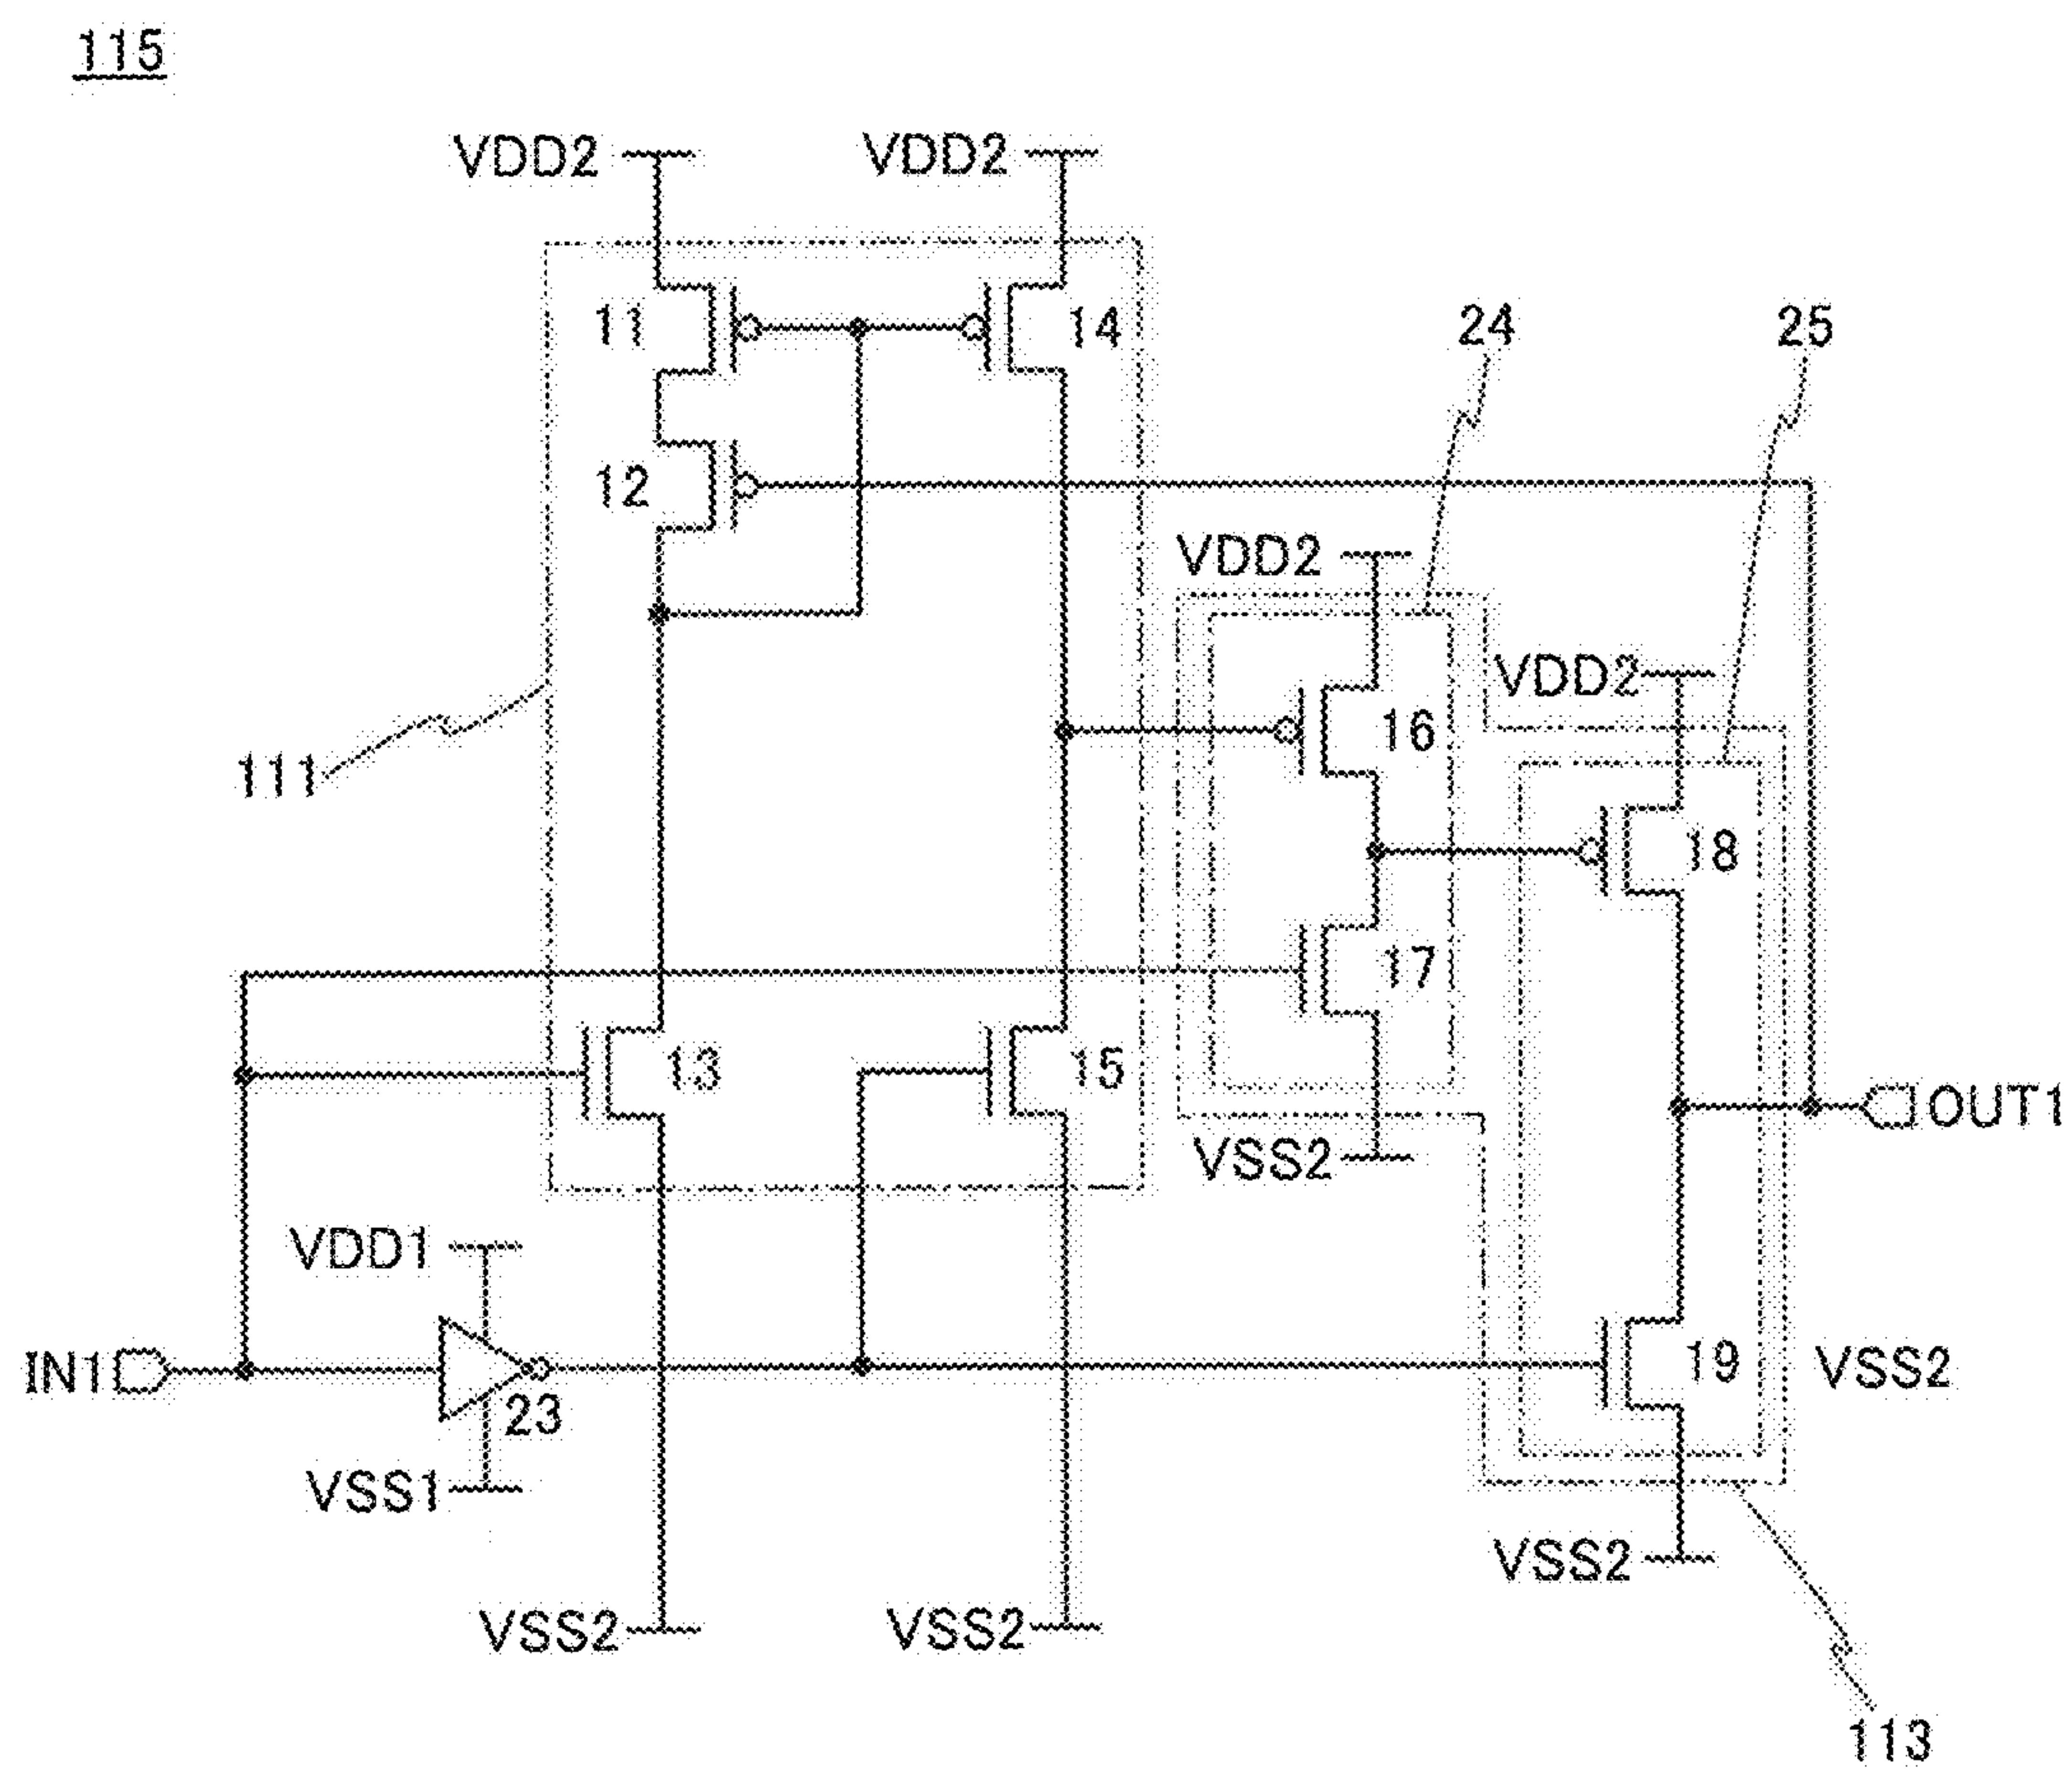 115
VDD2 VDD2
11 14 24 25
12
VDD2
VDD2
16
111
18
17
13 15
OUT1
VSS2
VDD1
IN1 23 19 VSS2
VSS1
VSS2
VSS2 VSS2
113